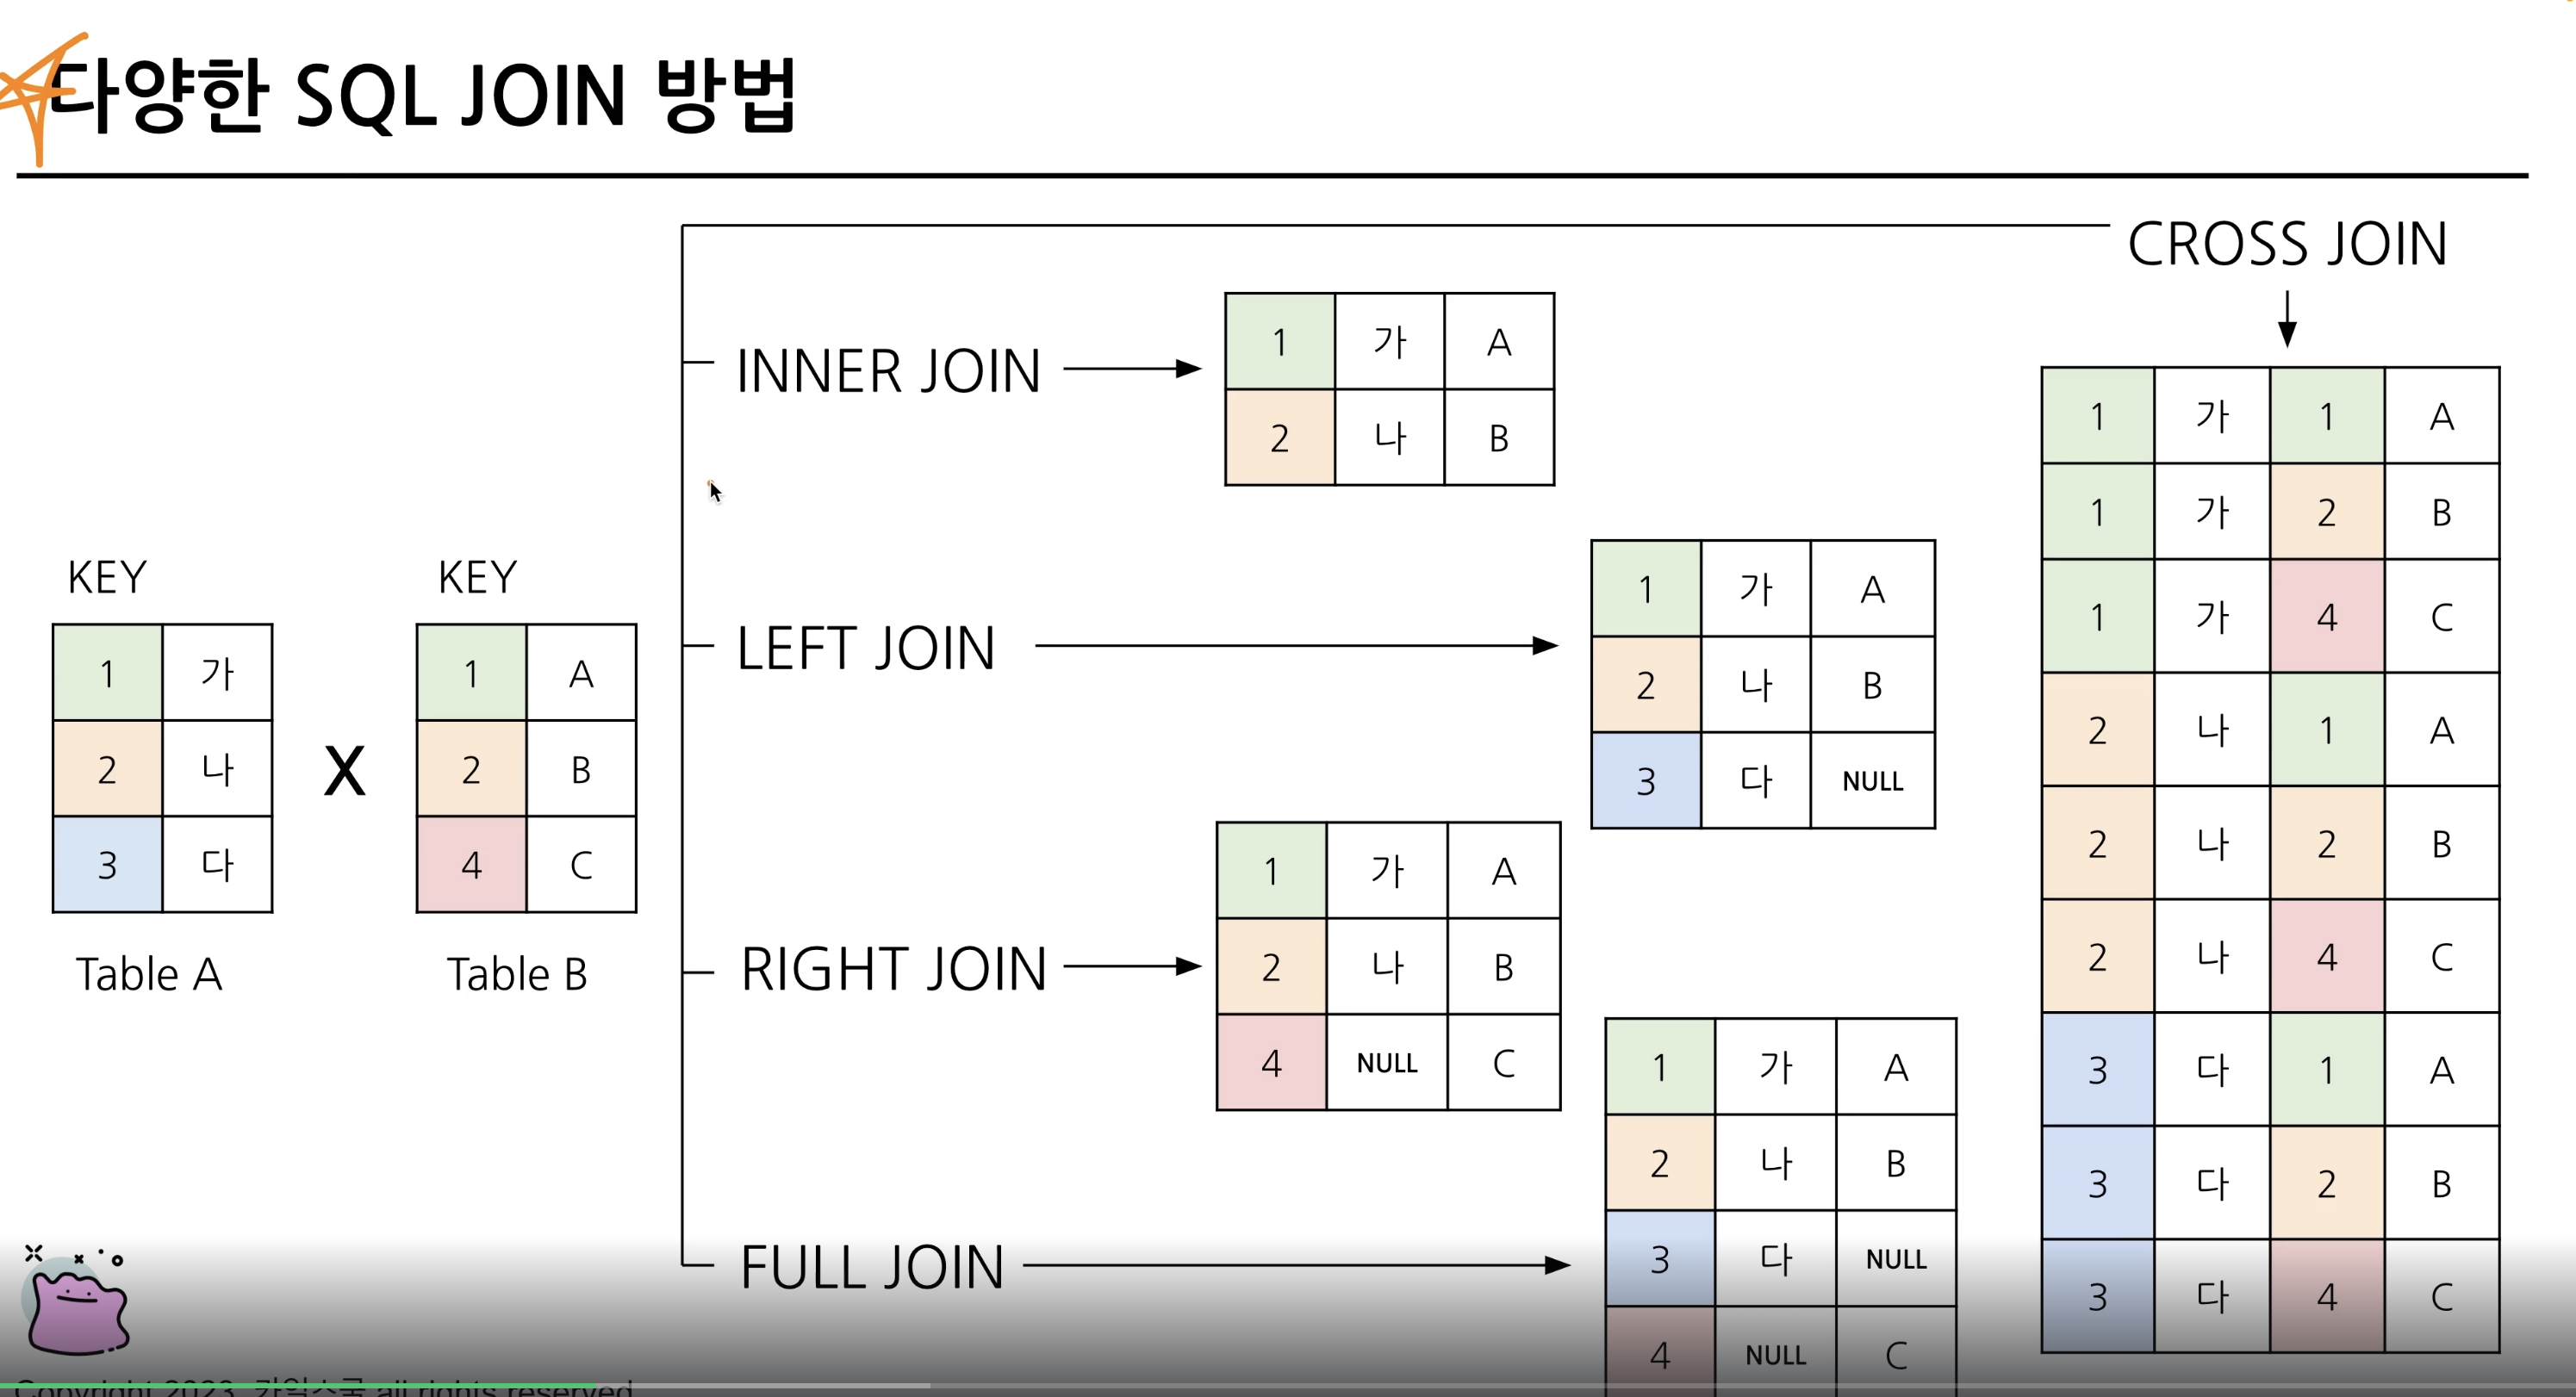 다양한 SQL JOIN 방법
KEY
1 가
2 나
3 다
Table A
X
KEY
1 A
2 B
4 C
Table B
INNER JOIN
1 가 A
2 나 B
LEFT JOIN
1 가 A
2 나 B
3 다 NULL
RIGHT JOIN
1 가 A
2 나 B
4 NULL C
FULL JOIN
1 가 A
2 나 B
3 다 NULL
4 NULL C
CROSS JOIN
1 가 1 A
1 가 2 B
1 가 4 C
2 나 1 A
2 나 2 B
2 나 4 C
3 다 1 A
3 다 2 B
3 다 4 C
Copyright 2023. 카일스쿨 all rights reserved